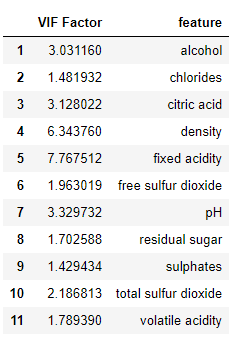 VIF Factor feature
1 3.031160 alcohol
2 1.481932 chlorides
3 3.128022 citric acid
4 6.343760 density
5 7.767512 fixed acidity
6 1.963019 free sulfur dioxide
7 3.329732 pH
8 1.702588 residual sugar
9 1.429434 sulphates
10 2.186813 total sulfur dioxide
11 1.789390 volatile acidity